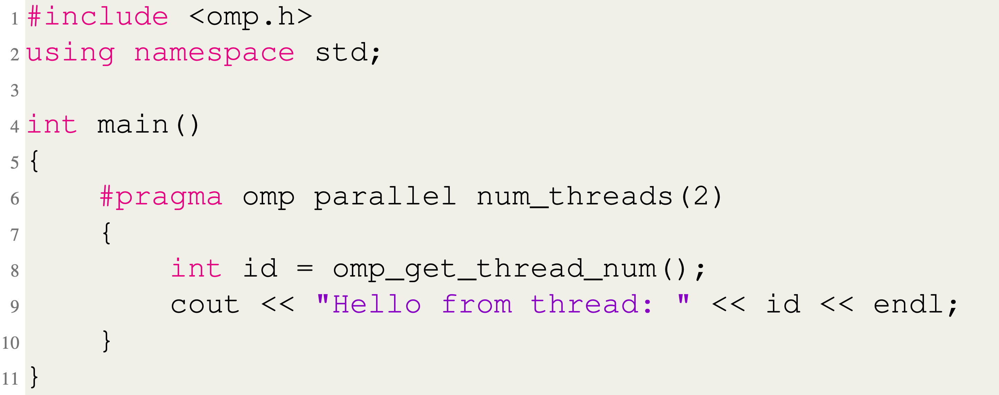 1 #include <omp.h>
2 using namespace std;
3
4 int main()
5 {
6     #pragma omp parallel num_threads(2)
7     {
8         int id = omp_get_thread_num();
9         cout << "Hello from thread: " << id << endl;
10     }
11 }